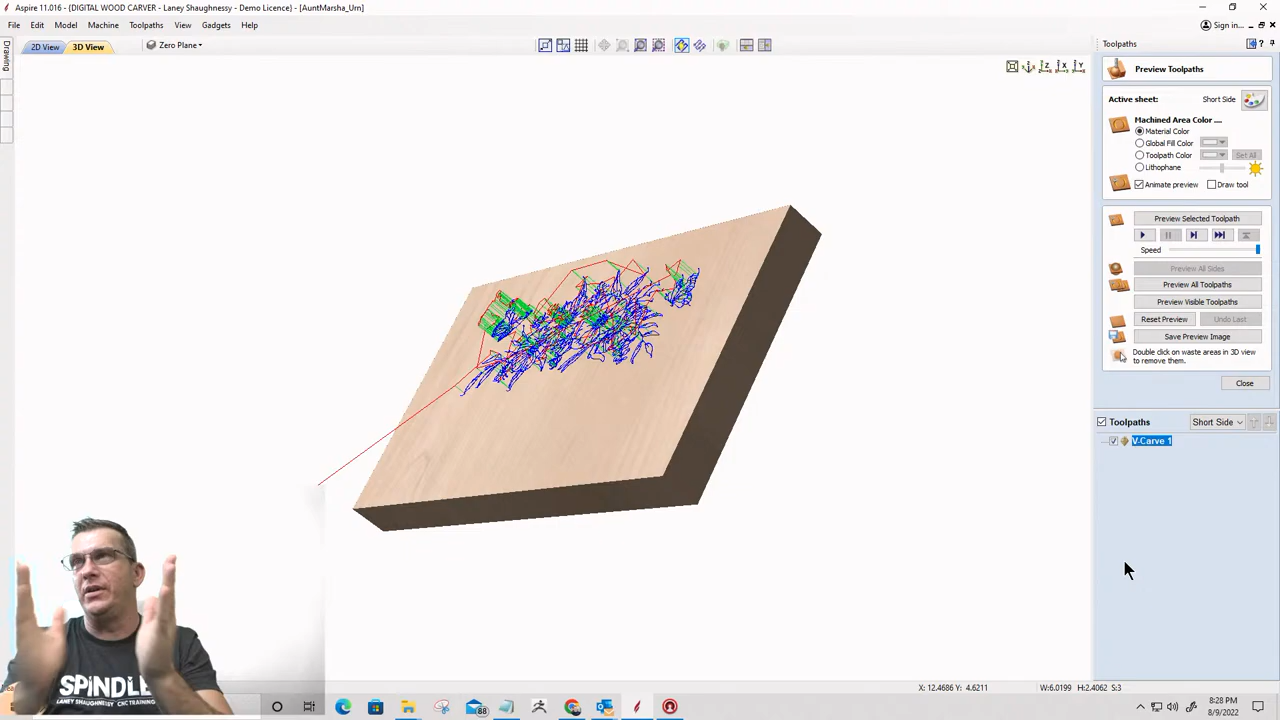 Aspire 11.016 - (DIGITAL WOOD CARVER - Laney Shaughnessy - Demo Licence) - [AuntMarsha_Urn]
File Edit Model Machine Toolpaths View Gadgets Help
Sign in...
2D View 3D View Zero Plane
Drawing
Toolpaths
Preview Toolpaths
Active sheet: Short Side
Machined Area Color ....
Material Color
Global Fill Color
Toolpath Color Set All
Lithophane
Animate preview Draw tool
Preview Selected Toolpath
Speed
Preview All Sides
Preview All Toolpaths
Preview Visible Toolpaths
Reset Preview Undo Last
Save Preview Image
Double click on waste areas in 3D view
to remove them.
Close
Toolpaths Short Side
V-Carve 1
SPINDLE
LANEY SHAUGHNESSY CNC TRAINING
X: 12.4686 Y: 4.6211 W:6.0199 H:2.4062 S:3
88
8:28 PM
8/9/2022